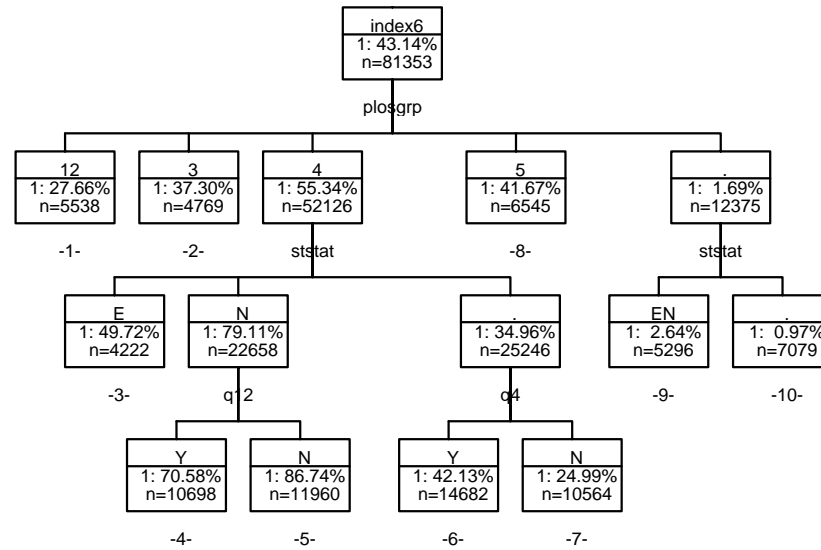 index6
1: 43.14%
n=81353
plosgrp
12
1: 27.66%
n=5538
-1-
3
1: 37.30%
n=4769
-2-
4
1: 55.34%
n=52126
ststat
5
1: 41.67%
n=6545
-8-
.
1: 1.69%
n=12375
ststat
E
1: 49.72%
n=4222
-3-
N
1: 79.11%
n=22658
q12
.
1: 34.96%
n=25246
q4
EN
1: 2.64%
n=5296
-9-
.
1: 0.97%
n=7079
-10-
Y
1: 70.58%
n=10698
-4-
N
1: 86.74%
n=11960
-5-
Y
1: 42.13%
n=14682
-6-
N
1: 24.99%
n=10564
-7-